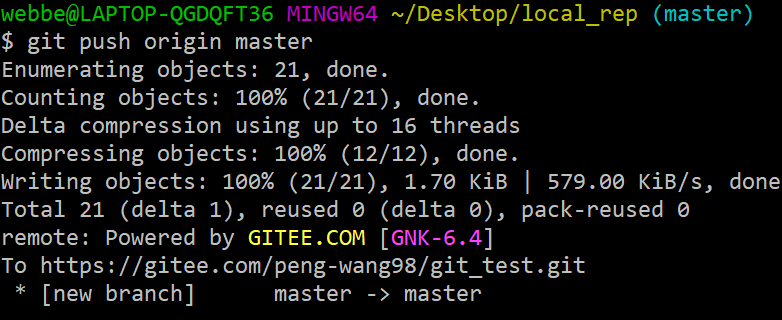 webbe@LAPTOP-QGDQFT36 MINGW64 ~/Desktop/local_rep (master)
$ git push origin master
Enumerating objects: 21, done.
Counting objects: 100% (21/21), done.
Delta compression using up to 16 threads
Compressing objects: 100% (12/12), done.
Writing objects: 100% (21/21), 1.70 KiB | 579.00 KiB/s, done
Total 21 (delta 1), reused 0 (delta 0), pack-reused 0
remote: Powered by GITEE.COM [GNK-6.4]
To https://gitee.com/peng-wang98/git_test.git
 * [new branch]      master -> master